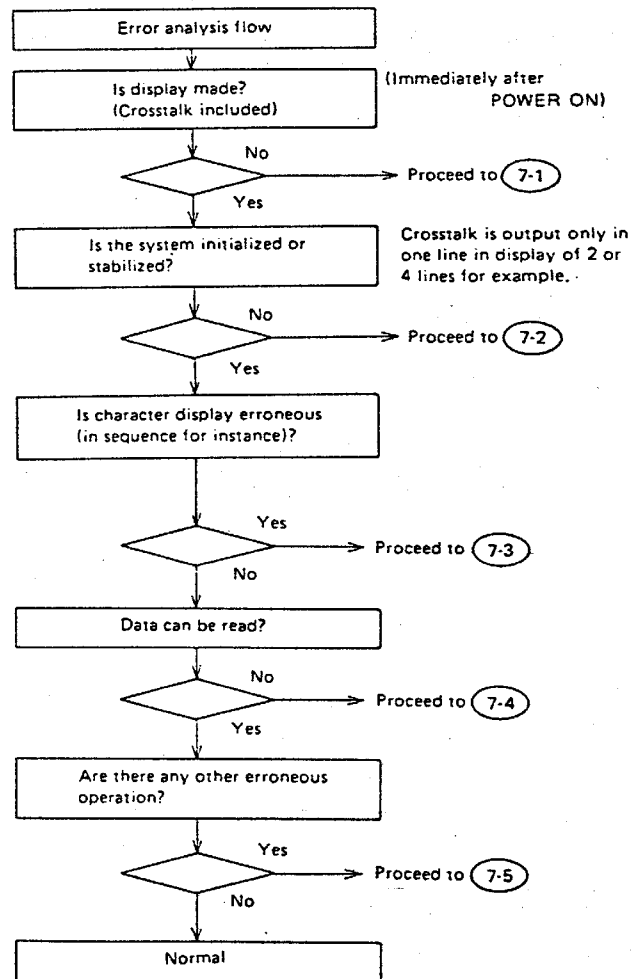 Error analysis flow
Is display made?
(Crosstalk included)
(Immediately after
POWER ON)
No
Proceed to 7-1
Yes
Is the system initialized or
stabilized?
Crosstalk is output only in
one line in display of 2 or
4 lines for example.
No
Proceed to 7-2
Yes
Is character display erroneous
(in sequence for instance)?
Yes
Proceed to 7-3
No
Data can be read?
No
Proceed to 7-4
Yes
Are there any other erroneous
operation?
Yes
Proceed to 7-5
No
Normal